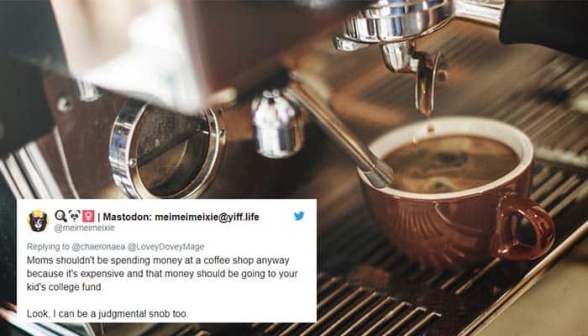 | Mastodon: meimeimeixie@yiff.life
@meimeimeixie
Replying to @chaeronaea @LoveyDoveyMage
Moms shouldn't be spending money at a coffee shop anyway
because it's expensive and that money should be going to your
kid's college fund.
Look, I can be a judgmental snob too.